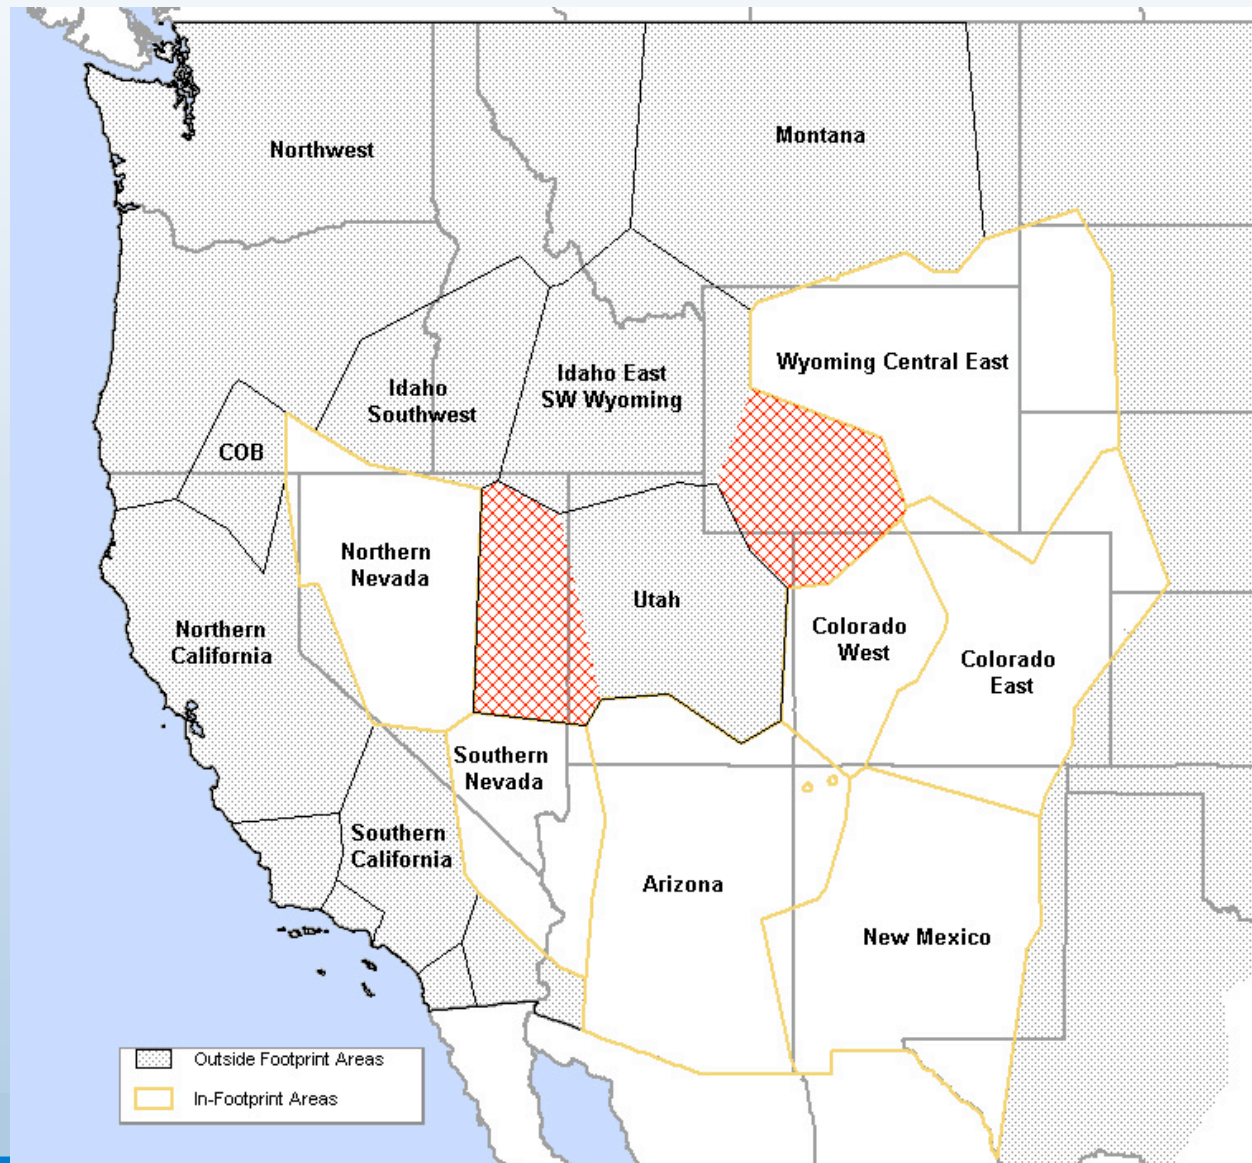 Northwest
Montana
Wyoming Central East
Idaho East
SW Wyoming
Idaho
Southwest
COB
Northern
Nevada
Utah
Northern
California
Colorado
West
Colorado
East
Southern
Nevada
Southern
California
Arizona
New Mexico
Outside Footprint Areas
In-Footprint Areas